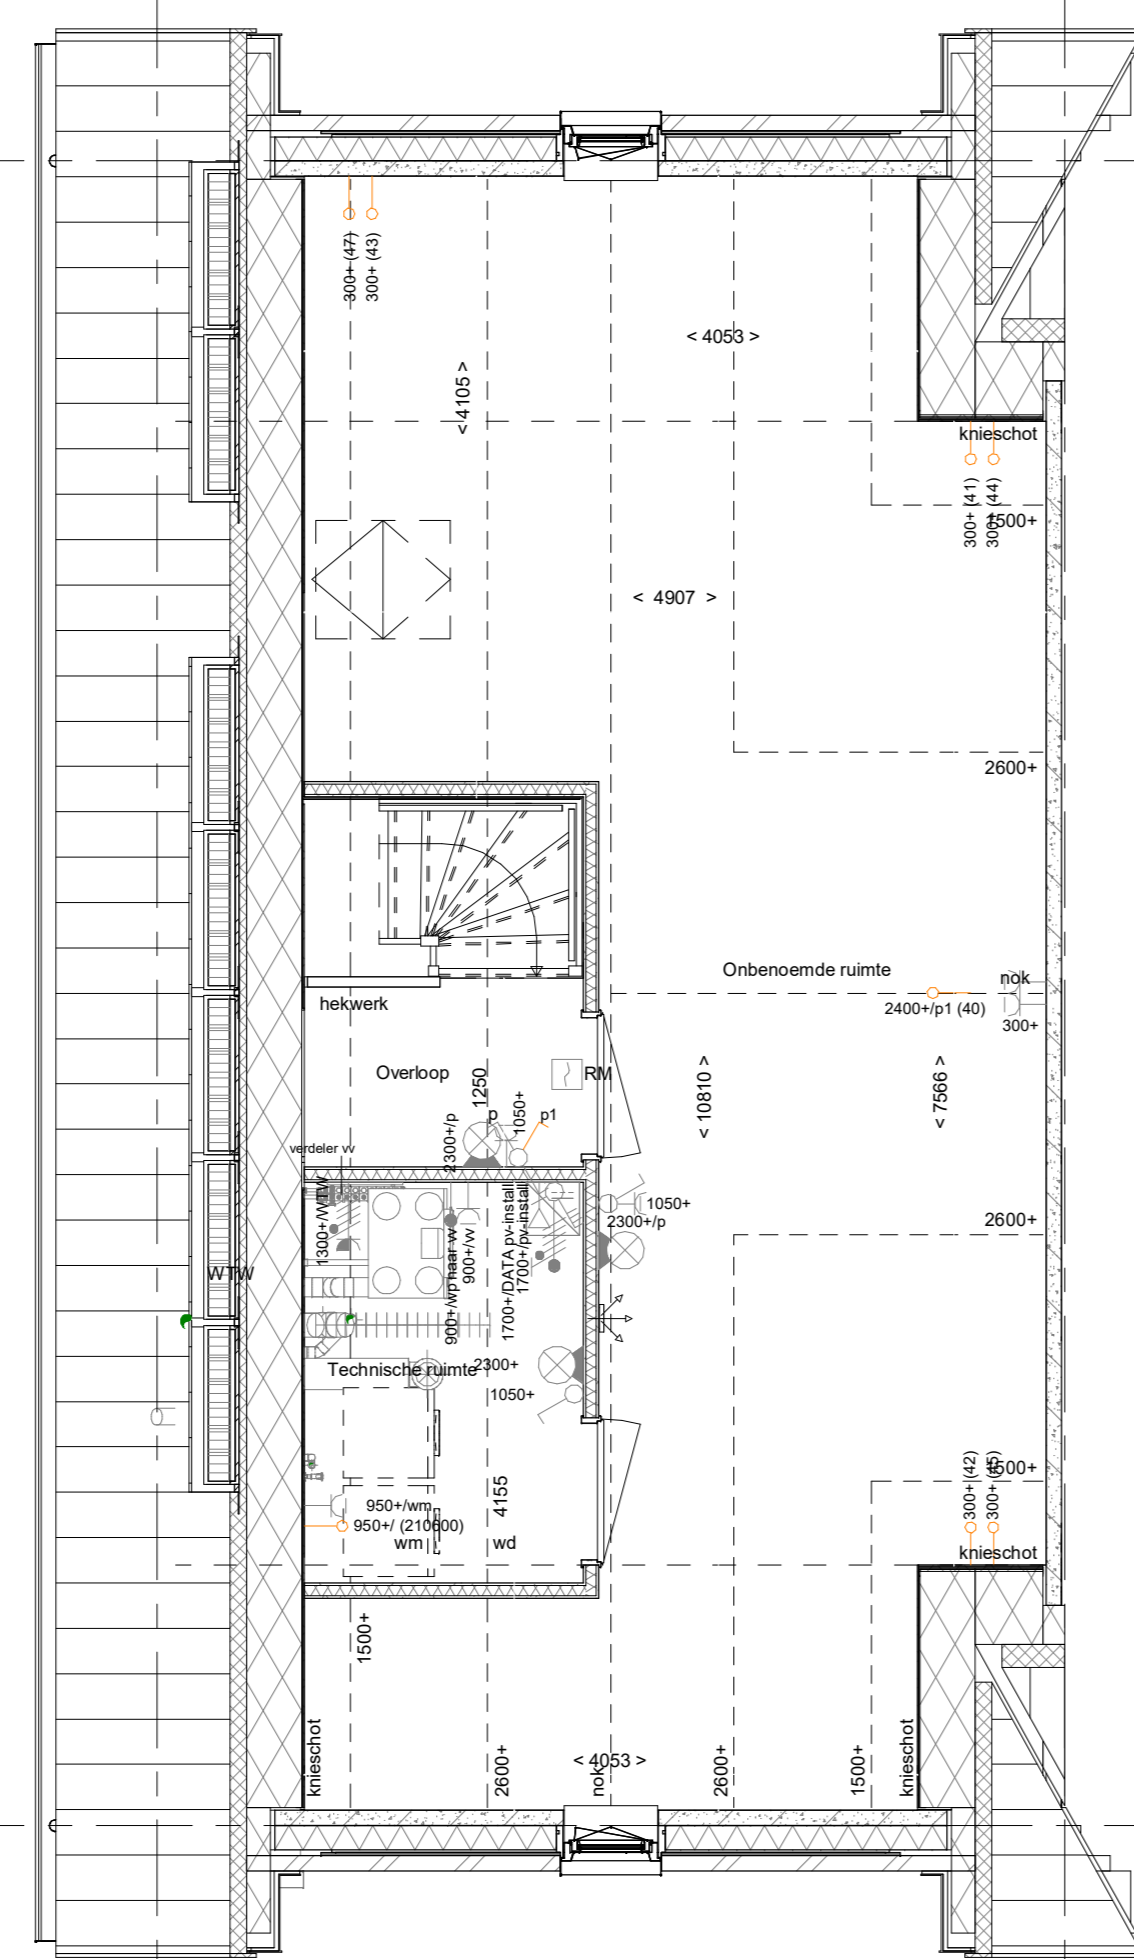 300+ (47)
300+ (43)
< 4053 >
< 4105 >
knieschot
300+ (41)
300+ (44)
1500+
< 4907 >
2600+
Onbenoemde ruimte
nok
2400+/p1 (40)
300+
hekwerk
Overloop
1250
RM
< 10810 >
< 7566 >
2300+/p
p
1050+
p1
verdeler vv
1300+/WTW
900+/wp naar vv
900+/vv
1700+/DATA pv-install
1700+/pv-install
1050+
2300+/p
2600+
WTW
Technische ruimte
2300+
1050+
950+/wm
950+/ (210600)
wm
wd
4155
300+ (42)
300+ (45)
1500+
knieschot
1500+
knieschot
2600+
< 4053 >
nok
2600+
1500+
knieschot